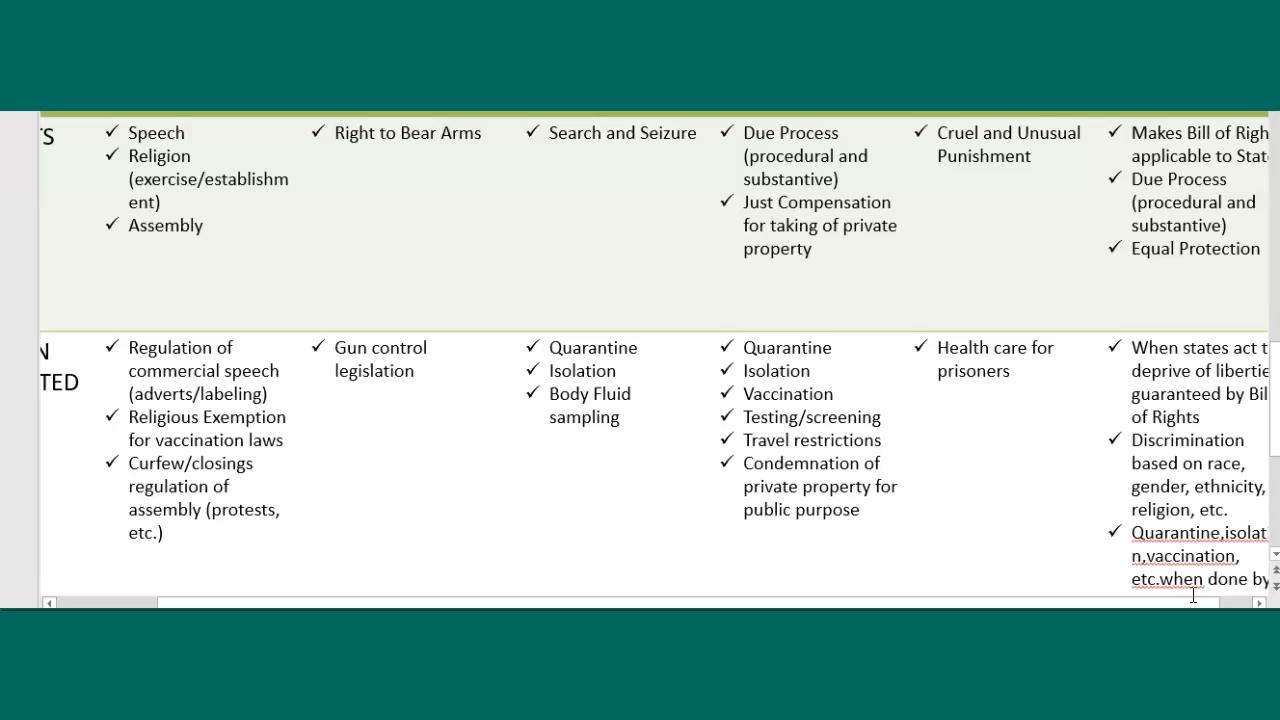 TS
Speech
Religion
(exercise/establishm
ent)
Assembly
Right to Bear Arms
Search and Seizure
Due Process
(procedural and
substantive)
Just Compensation
for taking of private
property
Cruel and Unusual
Punishment
Makes Bill of Righ
applicable to Stat
Due Process
(procedural and
substantive)
Equal Protection
N
TED
Regulation of
commercial speech
(adverts/labeling)
Religious Exemption
for vaccination laws
Curfew/closings
regulation of
assembly (protests,
etc.)
Gun control
legislation
Quarantine
Isolation
Body Fluid
sampling
Quarantine
Isolation
Vaccination
Testing/screening
Travel restrictions
Condemnation of
private property for
public purpose
Health care for
prisoners
When states act t
deprive of libertie
guaranteed by Bil
of Rights
Discrimination
based on race,
gender, ethnicity,
religion, etc.
Quarantine,isolat
n,vaccination,
etc.when done by